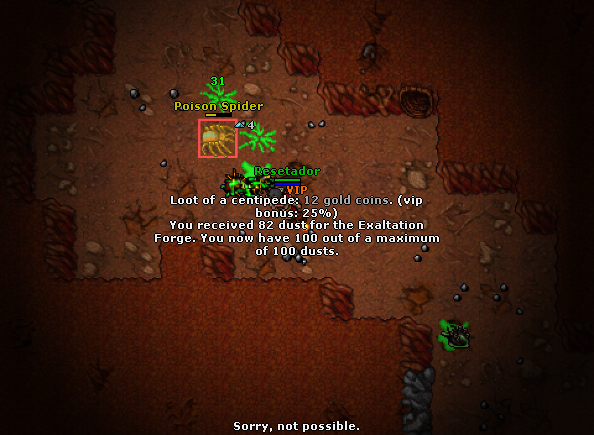 31
Poison Spider
4
Resetador
VIP
Loot of a centipede: 12 gold coins. (vip
bonus: 25%)
You received 82 dust for the Exaltation
Forge. You now have 100 out of a maximum
of 100 dusts.
Sorry, not possible.